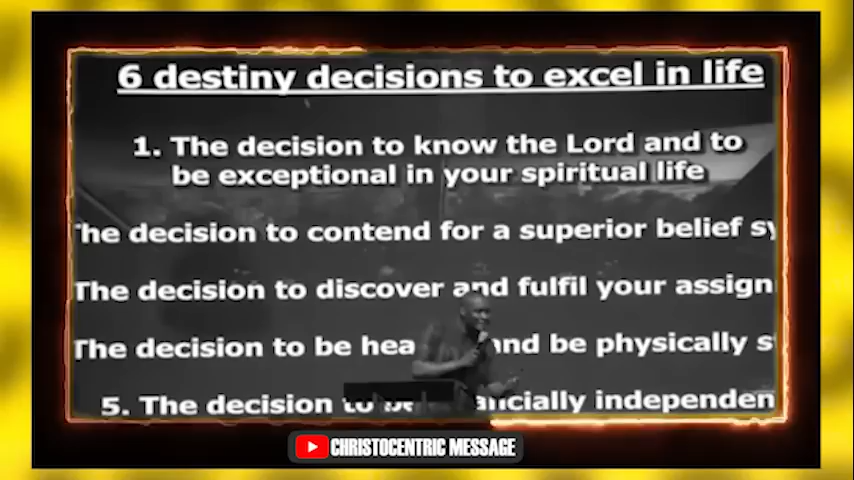 6 destiny decisions to excel in life
1. The decision to know the Lord and to
be exceptional in your spiritual life
The decision to contend for a superior belief
The decision to discover and fulfil your
The decision to be and be physically
5. The decision to be independen
CHRISTOCENTRIC MESSAGE